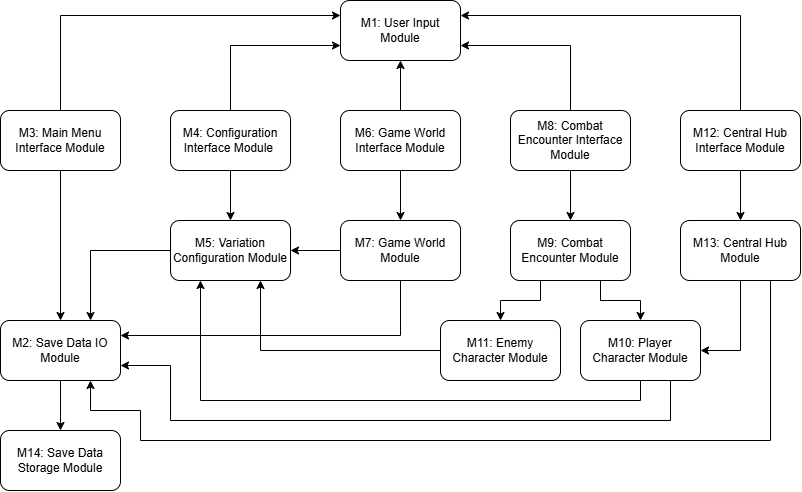 M1: User Input
Module
M3: Main Menu
Interface Module
M4: Configuration
Interface Module
M6: Game World
Interface Module
M8: Combat
Encounter Interface
Module
M12: Central Hub
Interface Module
M5: Variation
Configuration Module
M7: Game World
Module
M9: Combat
Encounter Module
M13: Central Hub
Module
M2: Save Data IO
Module
M11: Enemy
Character Module
M10: Player
Character Module
M14: Save Data
Storage Module